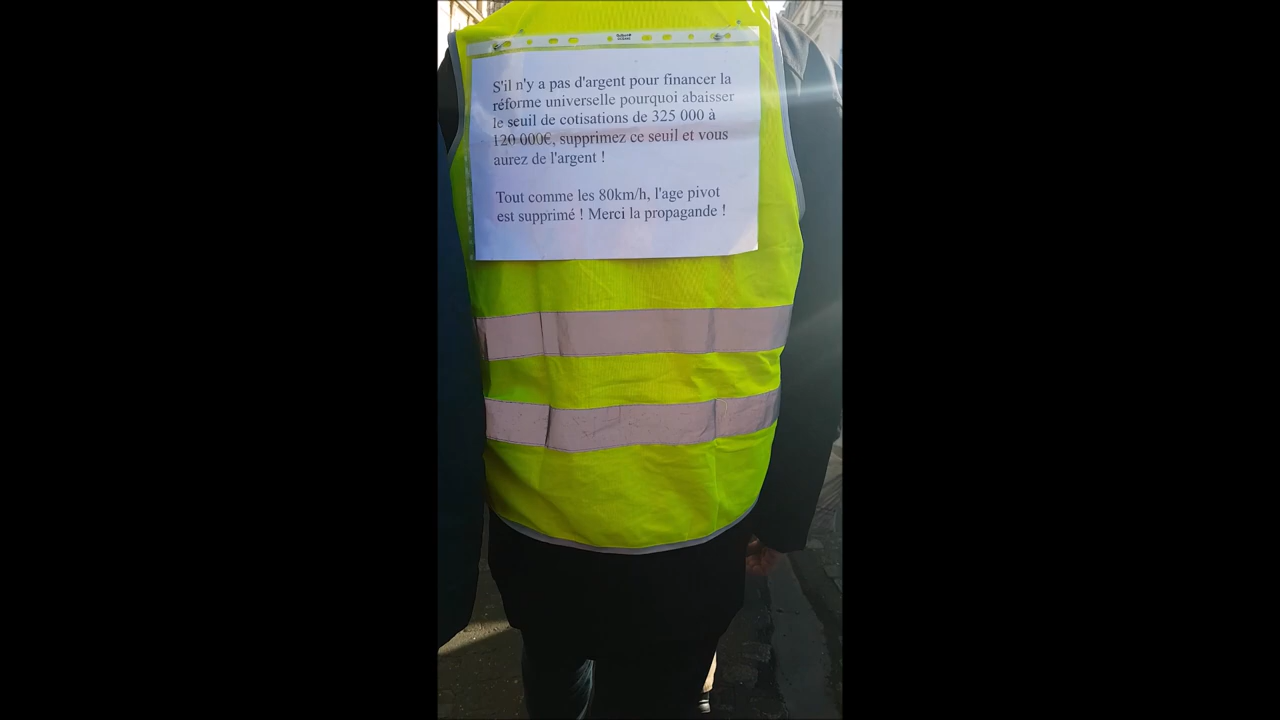 S'il n'y a pas d'argent pour financer la
réforme universelle pourquoi abaisser
le seuil de cotisations de 325 000 à
120 000€, supprimez ce seuil et vous
aurez de l'argent !
Tout comme les 80km/h, l'age pivot
est supprimé ! Merci la propagande !